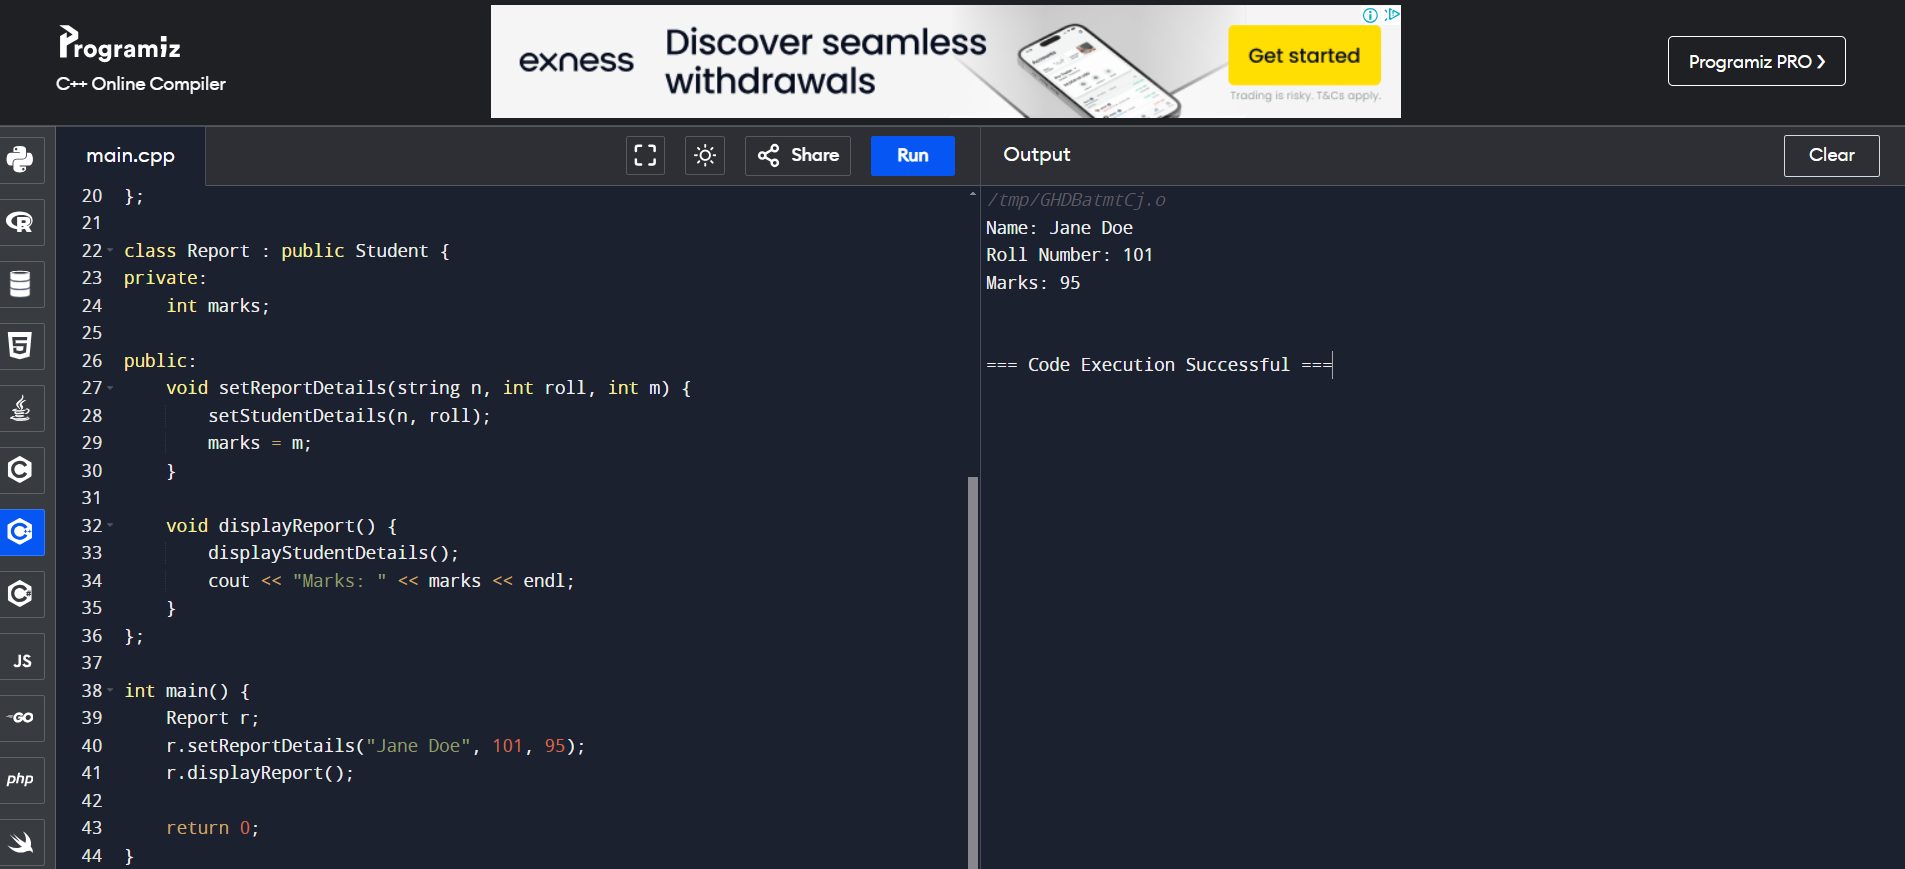 Programiz
C++ Online Compiler
exness
Discover seamless
withdrawals
Get started
Trading is risky. T&Cs apply.
Programiz PRO ❯
main.cpp
Share
Run
Output
Clear
20 };
21
22 class Report : public Student {
23 private:
24     int marks;
25
26 public:
27     void setReportDetails(string n, int roll, int m) {
28         setStudentDetails(n, roll);
29         marks = m;
30     }
31
32     void displayReport() {
33         displayStudentDetails();
34         cout << "Marks: " << marks << endl;
35     }
36 };
37
38 int main() {
39     Report r;
40     r.setReportDetails("Jane Doe", 101, 95);
41     r.displayReport();
42
43     return 0;
44 }
/tmp/GHDBatmtCj.o
Name: Jane Doe
Roll Number: 101
Marks: 95
=== Code Execution Successful ===
JS
GO
php